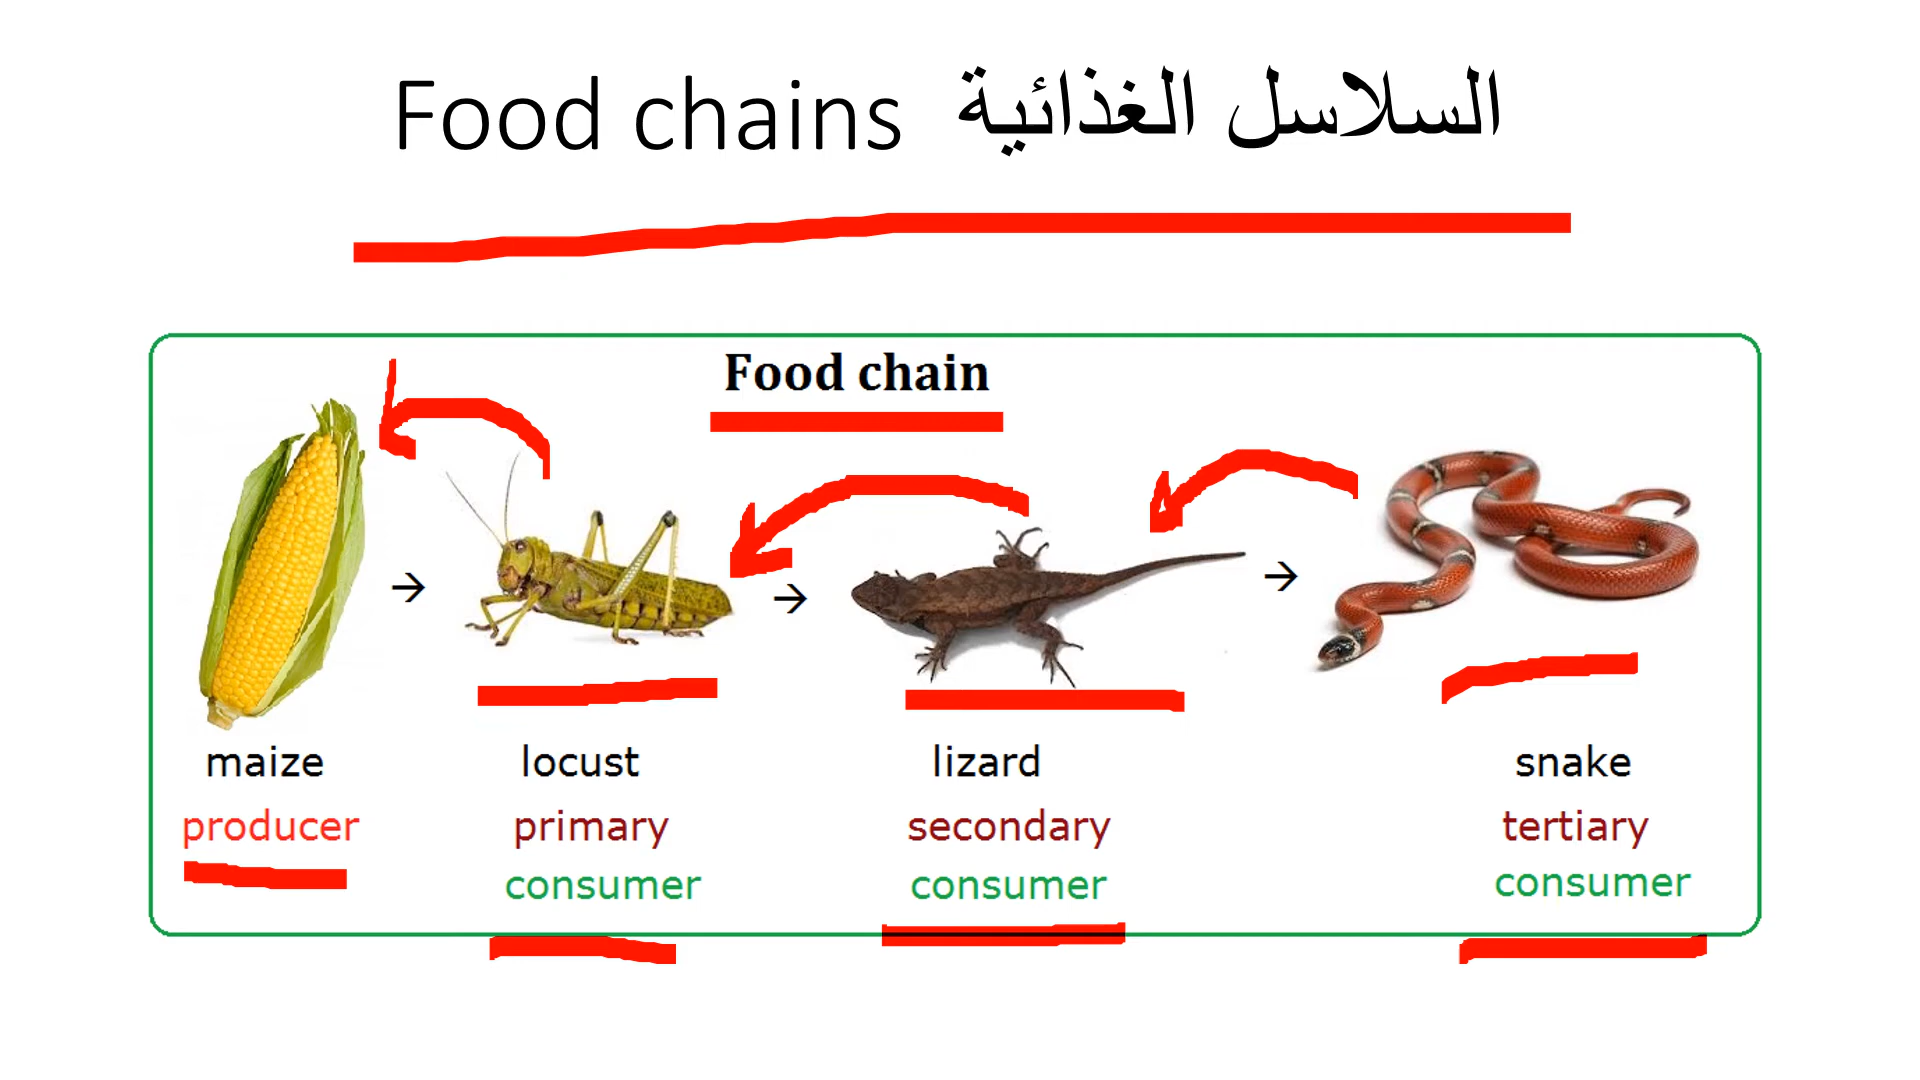 Food chains السلاسل الغذائية
Food chain
→ → →
maize locust lizard snake
producer primary secondary tertiary
consumer consumer consumer